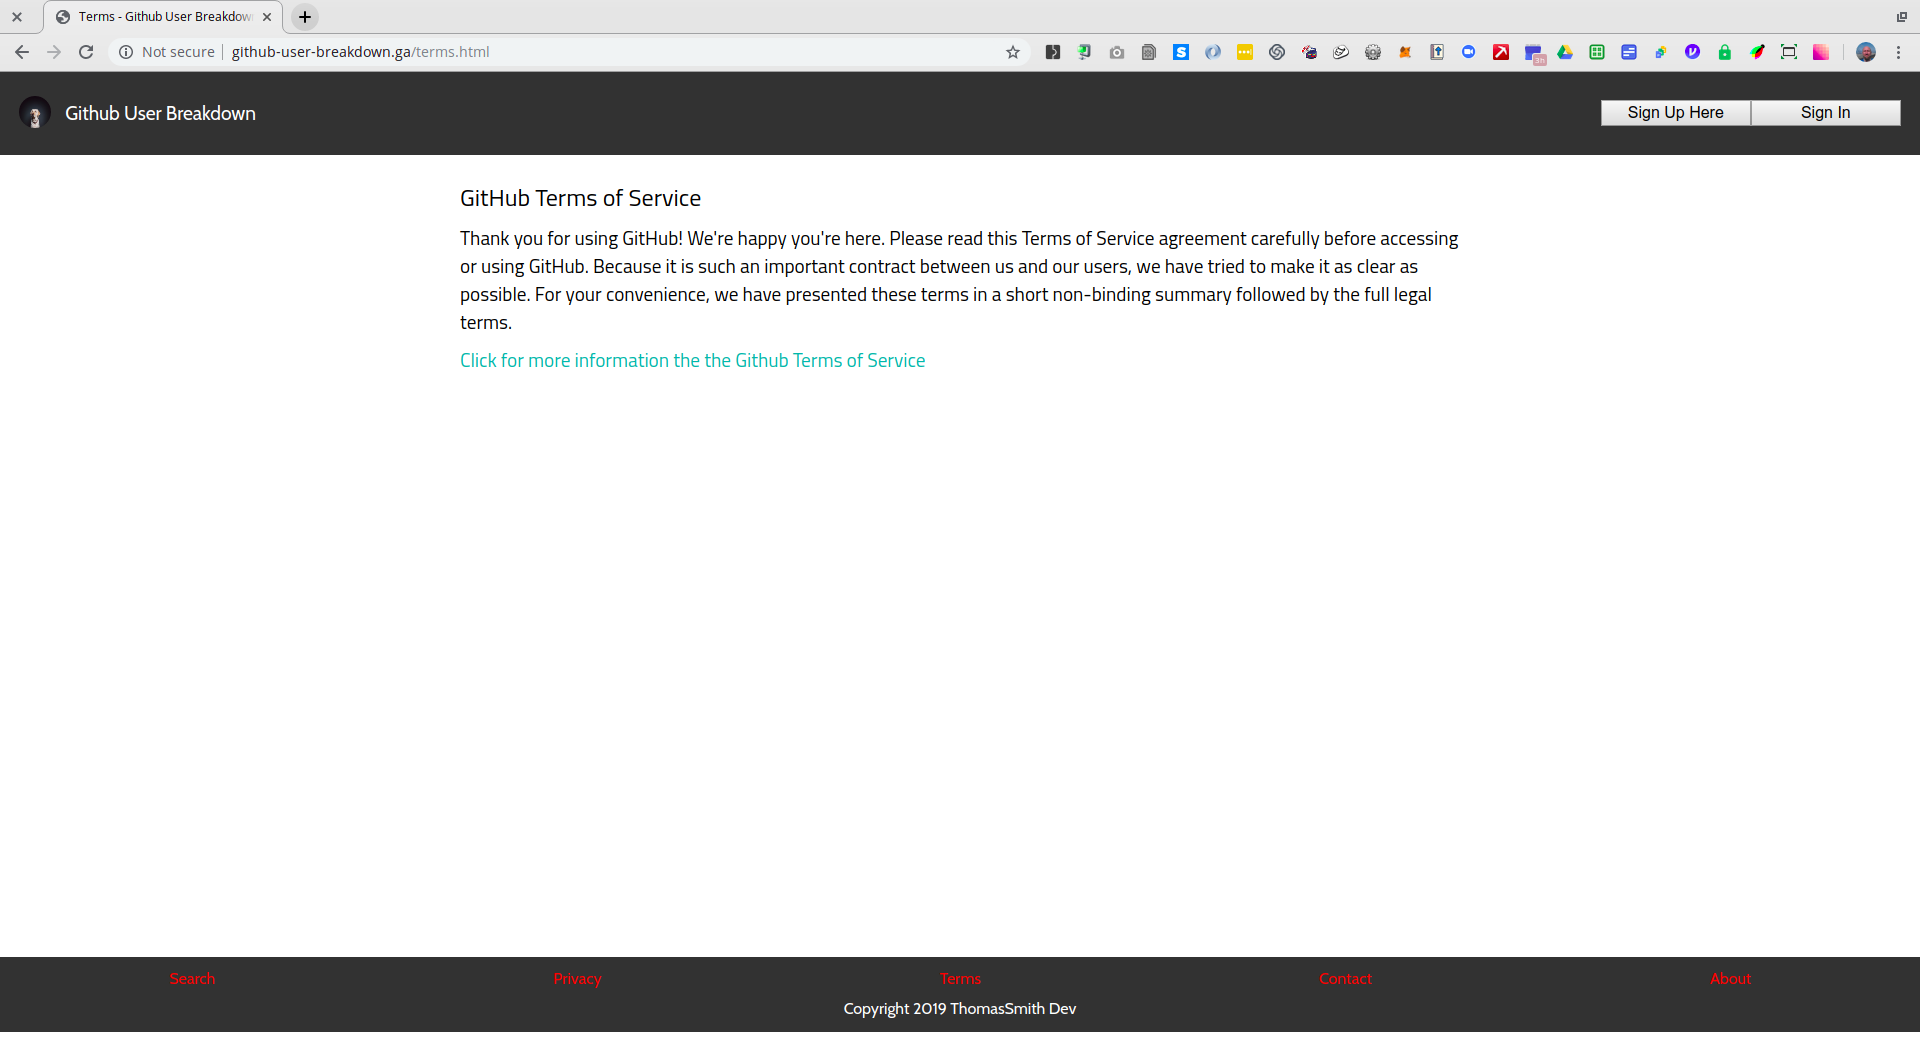 Terms - Github User Breakdow
Not secure
github-user-breakdown.ga/terms.html
S
3h
Github User Breakdown
Sign Up Here
Sign In
GitHub Terms of Service
Thank you for using GitHub! We're happy you're here. Please read this Terms of Service agreement carefully before accessing
or using GitHub. Because it is such an important contract between us and our users, we have tried to make it as clear as
possible. For your convenience, we have presented these terms in a short non-binding summary followed by the full legal
terms.
Click for more information the the Github Terms of Service
Search
Privacy
Terms
Contact
About
Copyright 2019 ThomasSmith Dev